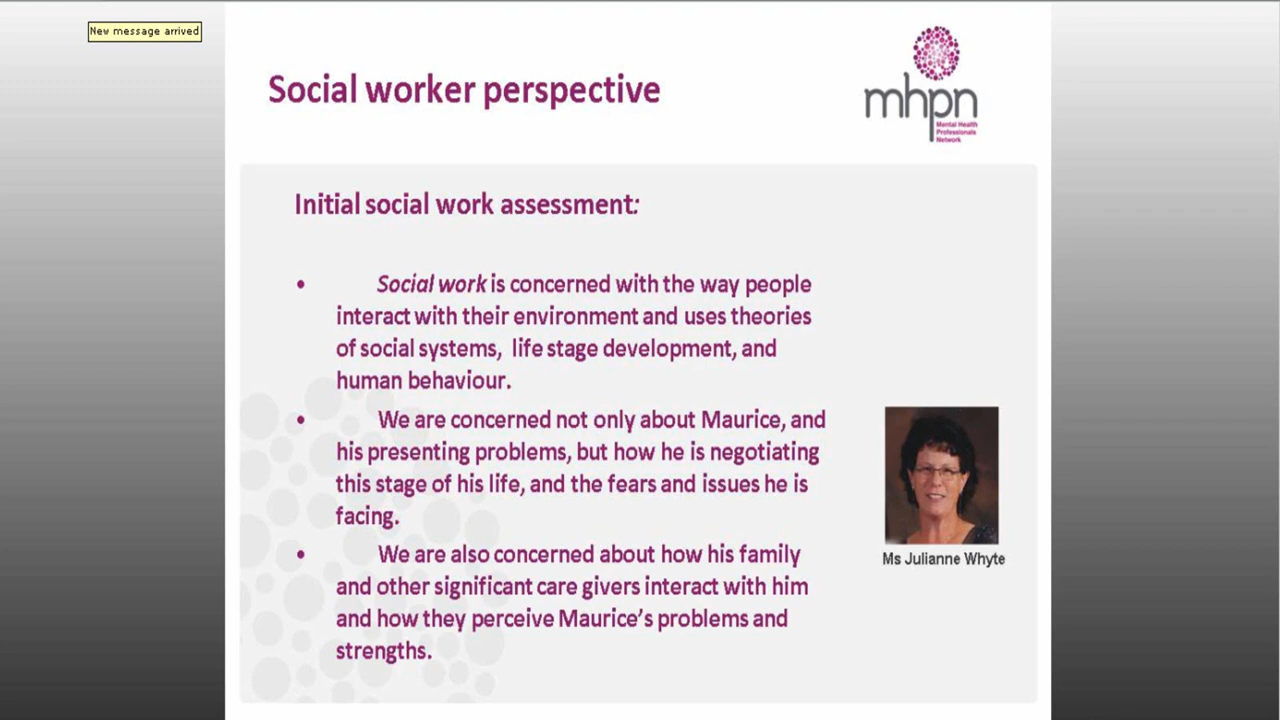 New message arrived
Social worker perspective
mhpn
Mental Health
Professionals
Network
Initial social work assessment:
• Social work is concerned with the way people
interact with their environment and uses theories
of social systems, life stage development, and
human behaviour.
• We are concerned not only about Maurice, and
his presenting problems, but how he is negotiating
this stage of his life, and the fears and issues he is
facing.
• We are also concerned about how his family
and other significant care givers interact with him
and how they perceive Maurice’s problems and
strengths.
Ms Julianne Whyte